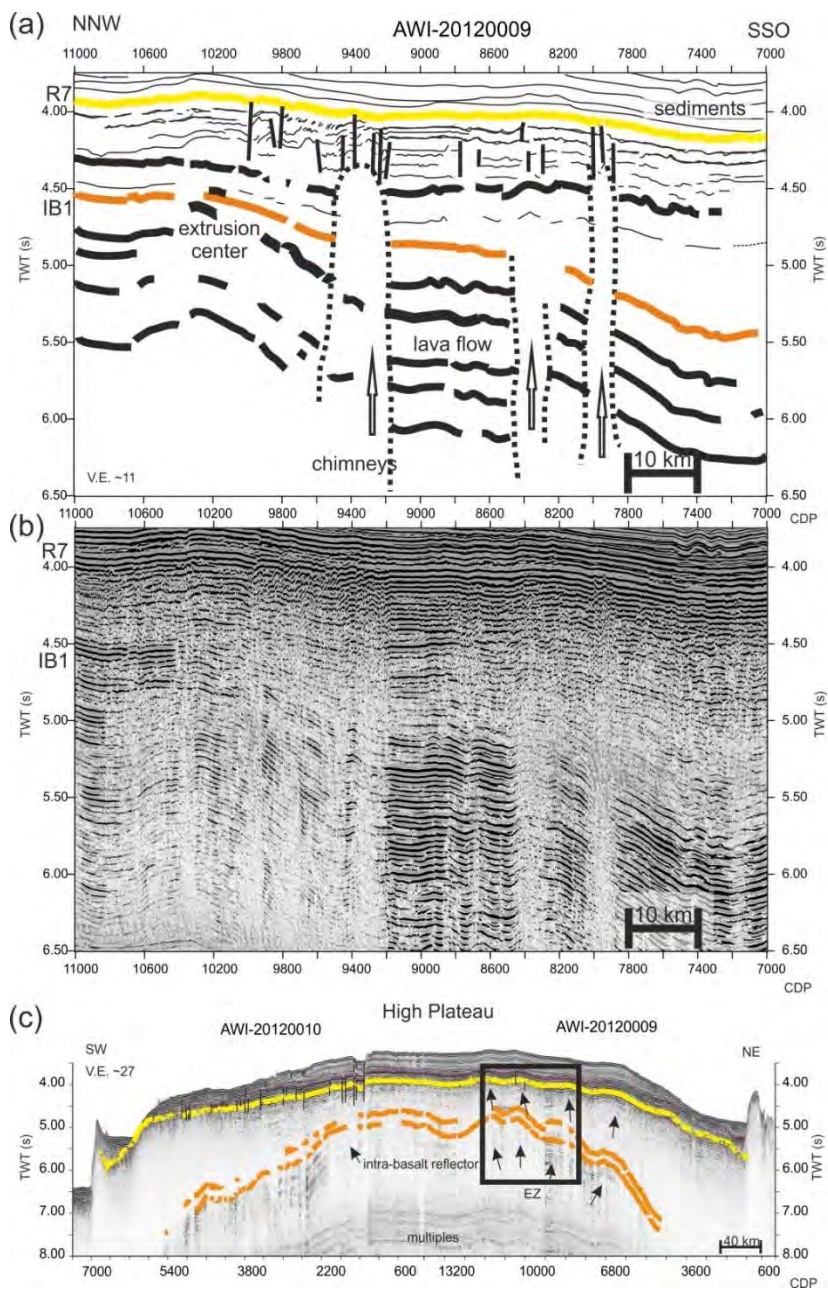 (a) NNW AWI-20120009 SSO
11000 10600 10200 9800 9400 9000 8600 8200 7800 7400 7000
R7
sediments
4.00 4.00
4.50 4.50
IB1
extrusion
center
TWT (s) TWT (s)
5.00 5.00
lava flow
5.50 5.50
6.00 6.00
chimneys
10 km
V.E. ~11
6.50 6.50
11000 10600 10200 9800 9400 9000 8600 8200 7800 7400 7000
CDP
(b)
R7
4.00 4.00
4.50 4.50
IB1
TWT (s) TWT (s)
5.00 5.00
5.50 5.50
6.00 6.00
10 km
6.50 6.50
11000 10600 10200 9800 9400 9000 8600 8200 7800 7400 7000
CDP
(c) High Plateau
AWI-20120010 AWI-20120009
SW NE
V.E. ~27
4.00 4.00
5.00 5.00
TWT (s) TWT (s)
intra-basalt reflector
6.00 6.00
EZ
7.00 7.00
multiples
40 km
8.00 8.00
7000 5400 3800 2200 600 13200 10000 6800 3600 600
CDP